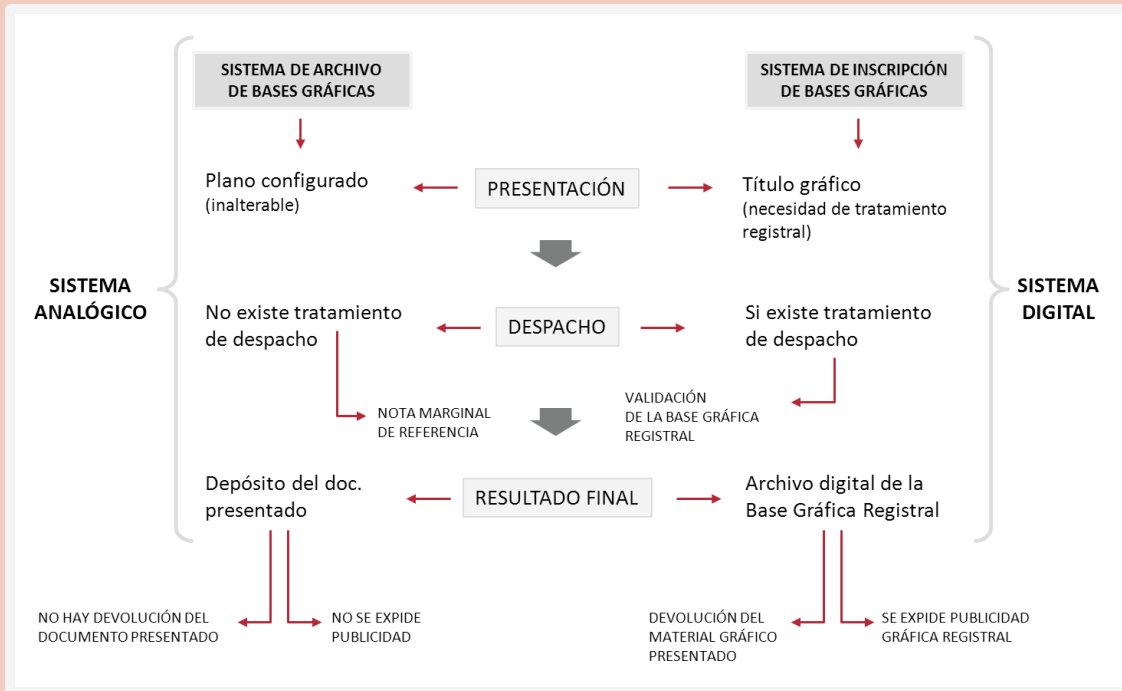 SISTEMA DE ARCHIVO
DE BASES GRÁFICAS
SISTEMA DE INSCRIPCIÓN
DE BASES GRÁFICAS
Plano configurado
(inalterable)
PRESENTACIÓN
Título gráfico
(necesidad de tratamiento
registral)
SISTEMA
ANALÓGICO
SISTEMA
DIGITAL
No existe tratamiento
de despacho
DESPACHO
Si existe tratamiento
de despacho
NOTA MARGINAL
DE REFERENCIA
VALIDACIÓN
DE LA BASE GRÁFICA
REGISTRAL
Depósito del doc.
presentado
RESULTADO FINAL
Archivo digital de la
Base Gráfica Registral
NO HAY DEVOLUCIÓN DEL
DOCUMENTO PRESENTADO
NO SE EXPIDE
PUBLICIDAD
DEVOLUCIÓN DEL
MATERIAL GRÁFICO
PRESENTADO
SE EXPIDE PUBLICIDAD
GRÁFICA REGISTRAL